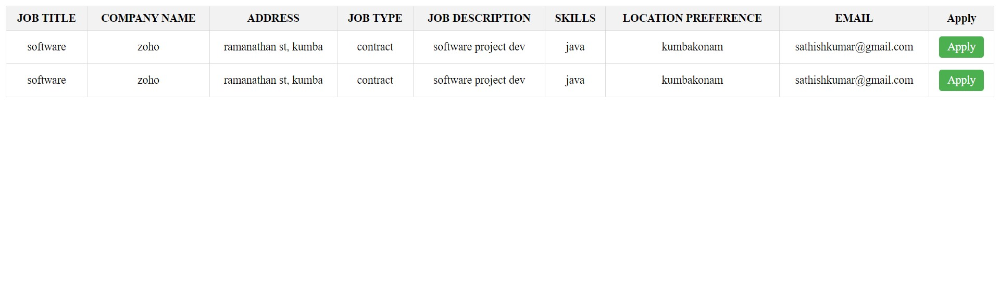 JOB TITLE COMPANY NAME ADDRESS JOB TYPE JOB DESCRIPTION SKILLS LOCATION PREFERENCE EMAIL Apply
software zoho ramanathan st, kumba contract software project dev java kumbakonam sathishkumar@gmail.com Apply
software zoho ramanathan st, kumba contract software project dev java kumbakonam sathishkumar@gmail.com Apply